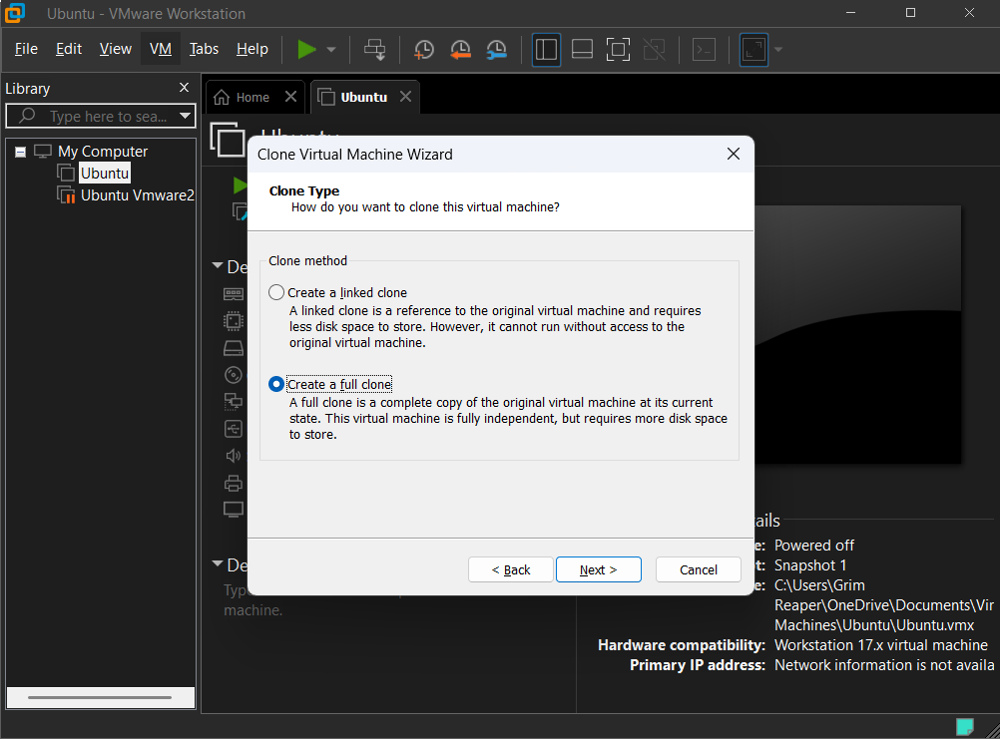 Ubuntu - VMware Workstation
File Edit View VM Tabs Help
Library
Type here to sea...
My Computer
Ubuntu
Ubuntu Vmware2
Home
Ubuntu
Ubuntu
Clone Virtual Machine Wizard
Clone Type
How do you want to clone this virtual machine?
Clone method
Create a linked clone
A linked clone is a reference to the original virtual machine and requires
less disk space to store. However, it cannot run without access to the
original virtual machine.
Create a full clone
A full clone is a complete copy of the original virtual machine at its current
state. This virtual machine is fully independent, but requires more disk space
to store.
< Back Next > Cancel
De
De
Typ
machine.
ails
e: Powered off
t: Snapshot 1
e: C:\Users\Grim
Reaper\OneDrive\Documents\Vir
Machines\Ubuntu\Ubuntu.vmx
Hardware compatibility: Workstation 17.x virtual machine
Primary IP address: Network information is not availa